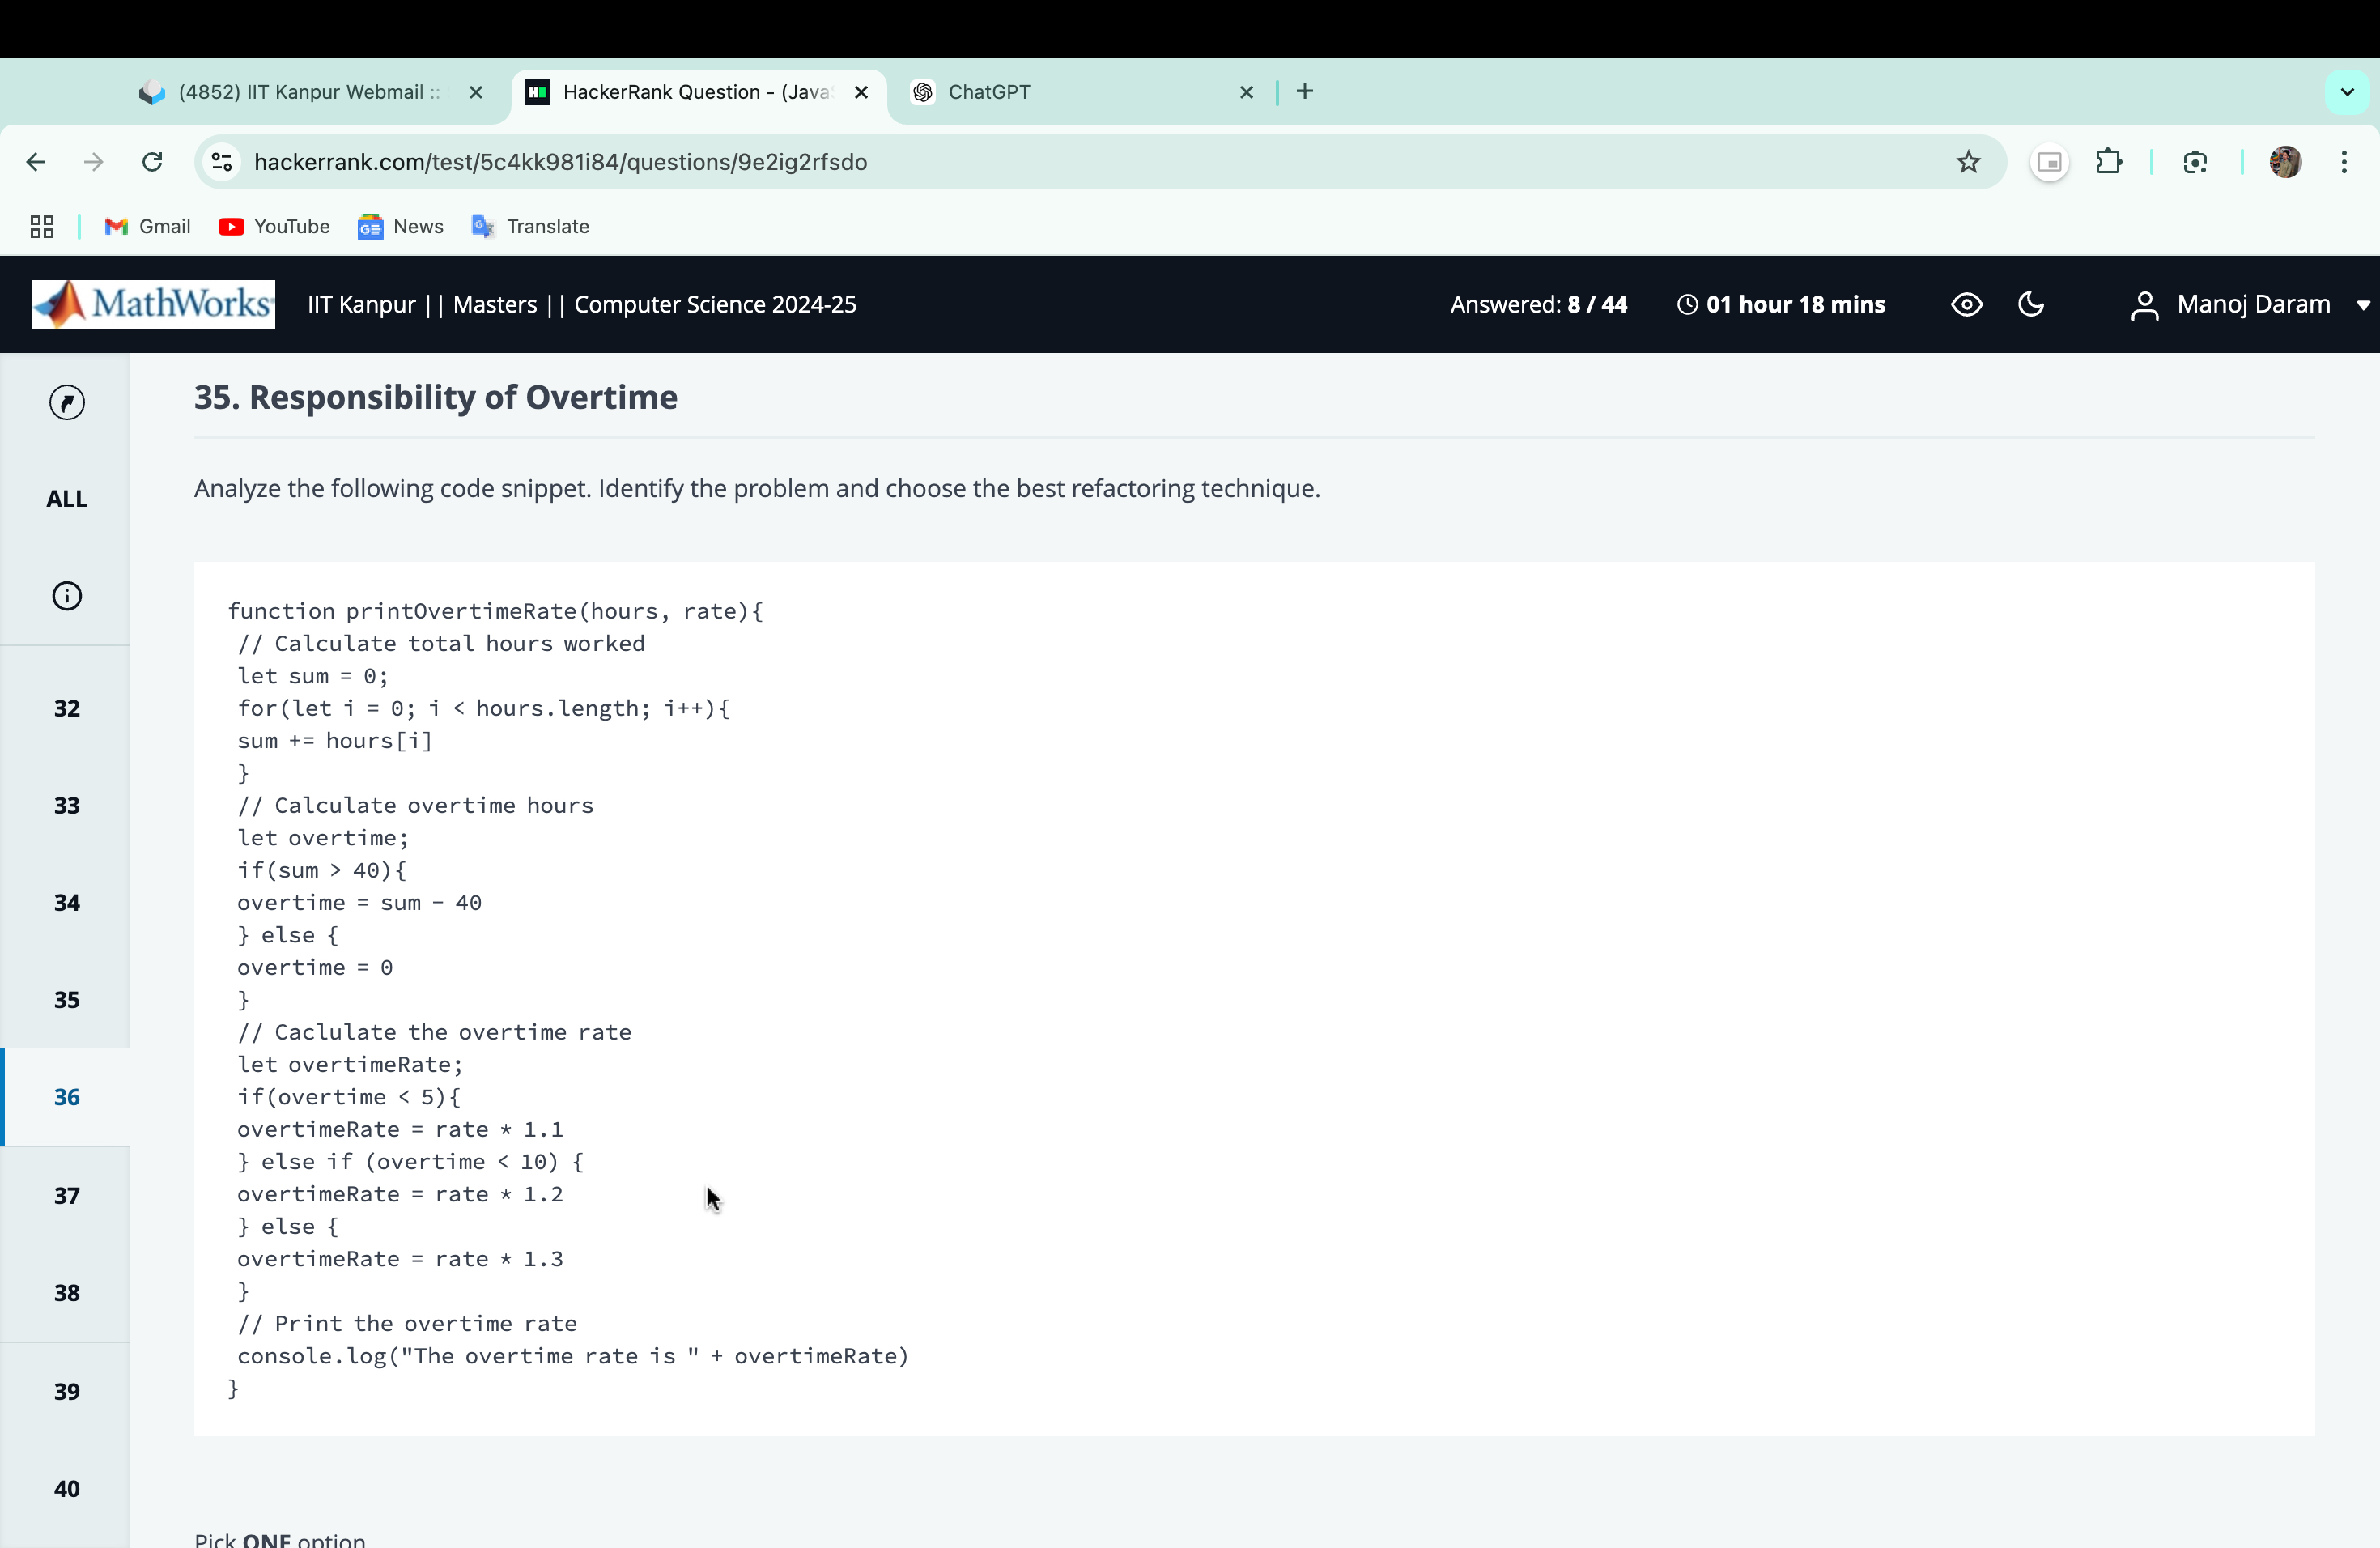 (4852) IIT Kanpur Webmail ::
HackerRank Question - (Java
ChatGPT
hackerrank.com/test/5c4kk981i84/questions/9e2ig2rfsdo
Gmail
YouTube
News
Translate
MathWorks
IIT Kanpur || Masters || Computer Science 2024-25
Answered: 8 / 44
01 hour 18 mins
Manoj Daram
ALL
32
33
34
35
36
37
38
39
40
35. Responsibility of Overtime
Analyze the following code snippet. Identify the problem and choose the best refactoring technique.
function printOvertimeRate(hours, rate){
// Calculate total hours worked
let sum = 0;
for(let i = 0; i < hours.length; i++){
sum += hours[i]
}
// Calculate overtime hours
let overtime;
if(sum > 40){
overtime = sum - 40
} else {
overtime = 0
}
// Caclulate the overtime rate
let overtimeRate;
if(overtime < 5){
overtimeRate = rate * 1.1
} else if (overtime < 10) {
overtimeRate = rate * 1.2
} else {
overtimeRate = rate * 1.3
}
// Print the overtime rate
console.log("The overtime rate is " + overtimeRate)
}
Pick ONE option